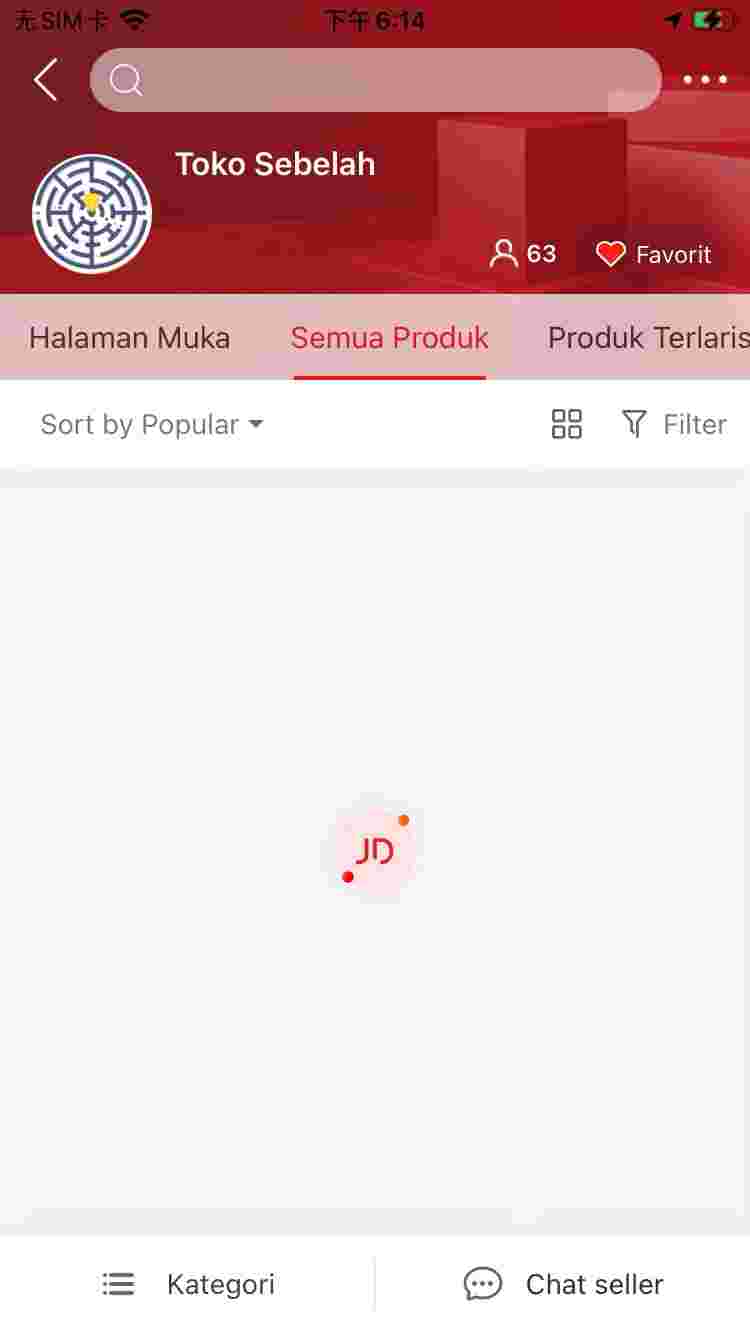 无SIM卡 下午6:14
Toko Sebelah
63 Favorit
Halaman Muka Semua Produk Produk Terlaris
Sort by Popular Filter
JD
Kategori Chat seller